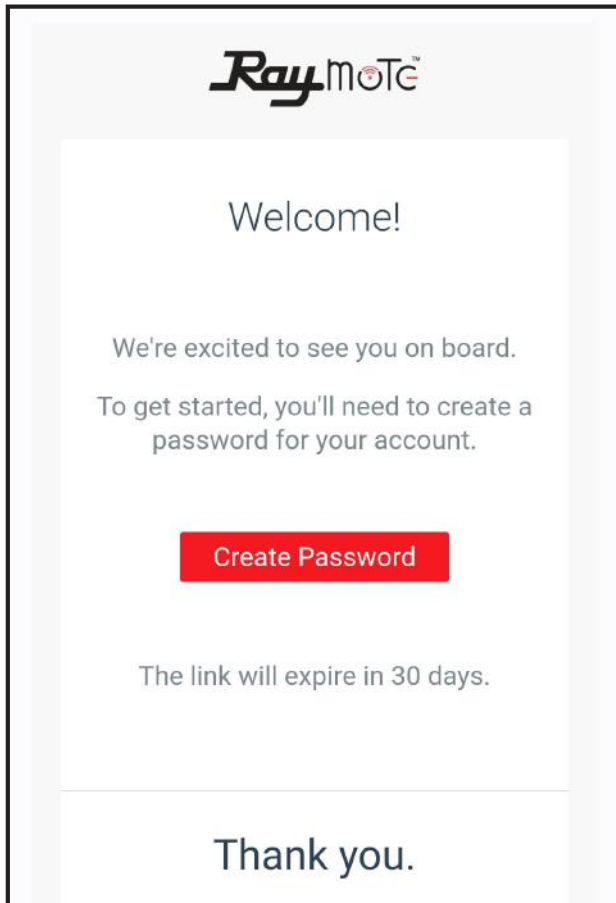 Raymote™
Welcome!
We're excited to see you on board.
To get started, you'll need to create a
password for your account.
Create Password
The link will expire in 30 days.
Thank you.